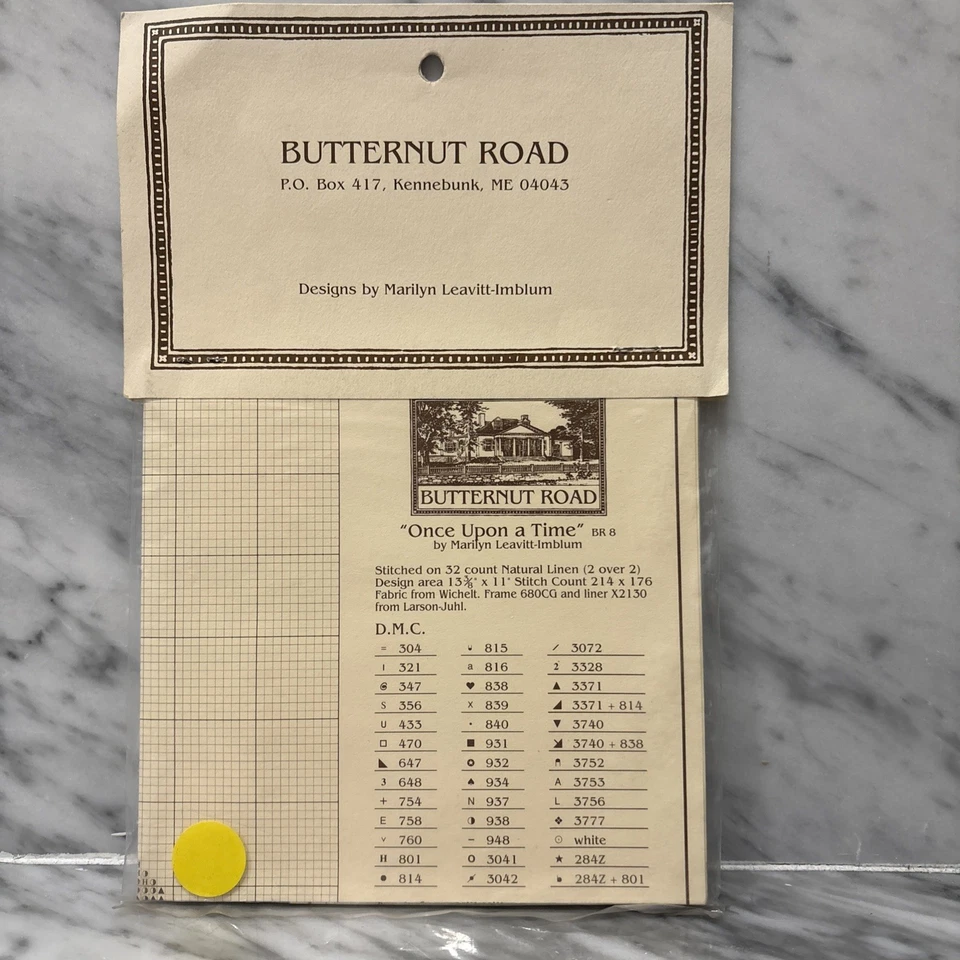 BUTTERNUT ROAD
P.O. Box 417, Kennebunk, ME 04043
Designs by Marilyn Leavitt-Imblum
BUTTERNUT ROAD
“Once Upon a Time” BR 8
by Marilyn Leavitt-Imblum
Stitched on 32 count Natural Linen (2 over 2)
Design area 13⅜" x 11" Stitch Count 214 x 176
Fabric from Wichelt. Frame 680CG and liner X2130
from Larson-Juhl.
D.M.C.
= 304
I 321
347
S 356
U 433
□ 470
◣ 647
3 648
+ 754
E 758
v 760
H 801
● 814
815
a 816
♥ 838
X 839
• 840
■ 931
932
♠ 934
N 937
◑ 938
– 948
O 3041
3042
/ 3072
2 3328
▲ 3371
◢ 3371 + 814
▼ 3740
3740 + 838
3752
A 3753
L 3756
❖ 3777
⊙ white
★ 284Z
284Z + 801